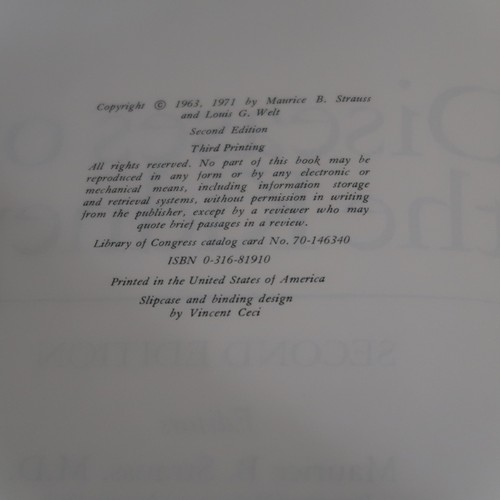 Copyright © 1963, 1971 by Maurice B. Strauss
and Louis G. Welt
Second Edition
Third Printing
All rights reserved. No part of this book may be
reproduced in any form or by any electronic or
mechanical means, including information storage
and retrieval systems, without permission in writing
from the publisher, except by a reviewer who may
quote brief passages in a review.
Library of Congress catalog card No. 70-146340
ISBN 0-316-81910
Printed in the United States of America
Slipcase and binding design
by Vincent Ceci
SECOND EDITION